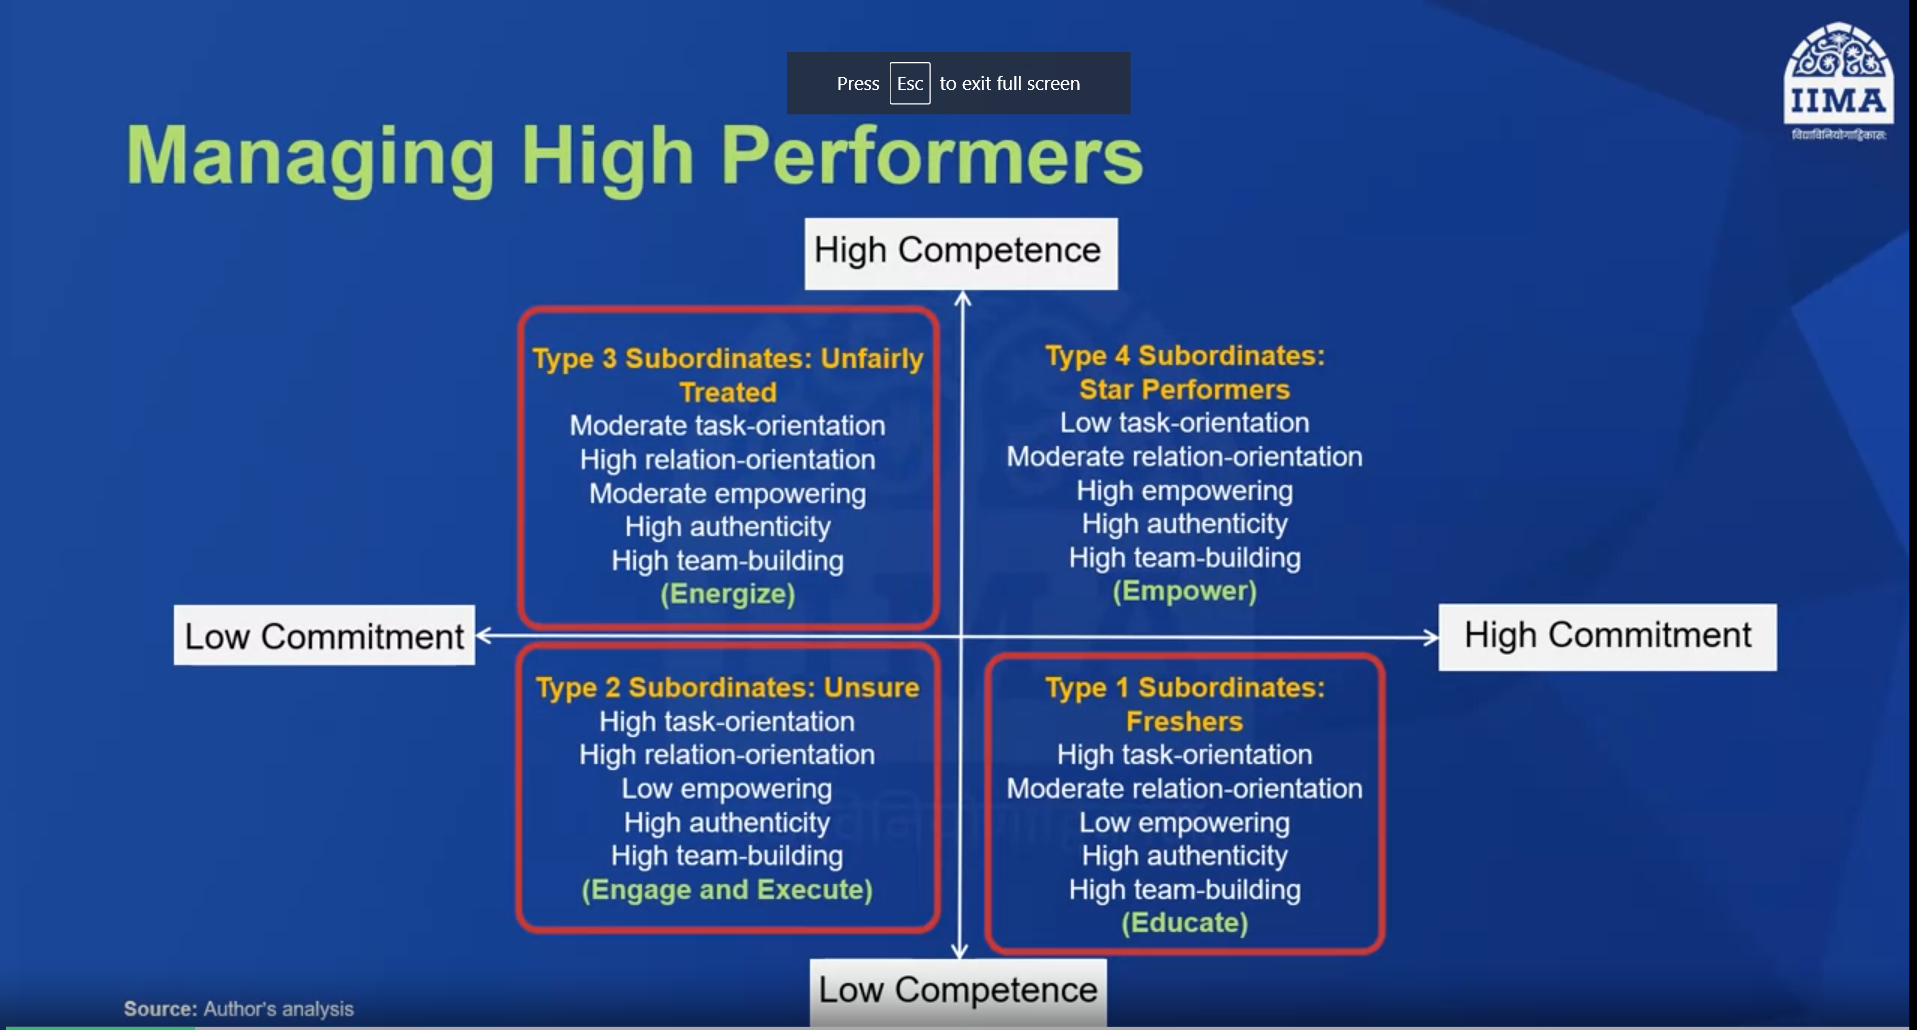 Press Esc to exit full screen
IIMA
विद्याविनियोगाद्विकास:
Managing High Performers
High Competence
Type 3 Subordinates: Unfairly
Treated
Moderate task-orientation
High relation-orientation
Moderate empowering
High authenticity
High team-building
(Energize)
Type 4 Subordinates:
Star Performers
Low task-orientation
Moderate relation-orientation
High empowering
High authenticity
High team-building
(Empower)
Low Commitment
High Commitment
Type 2 Subordinates: Unsure
High task-orientation
High relation-orientation
Low empowering
High authenticity
High team-building
(Engage and Execute)
Type 1 Subordinates:
Freshers
High task-orientation
Moderate relation-orientation
Low empowering
High authenticity
High team-building
(Educate)
Low Competence
Source: Author's analysis